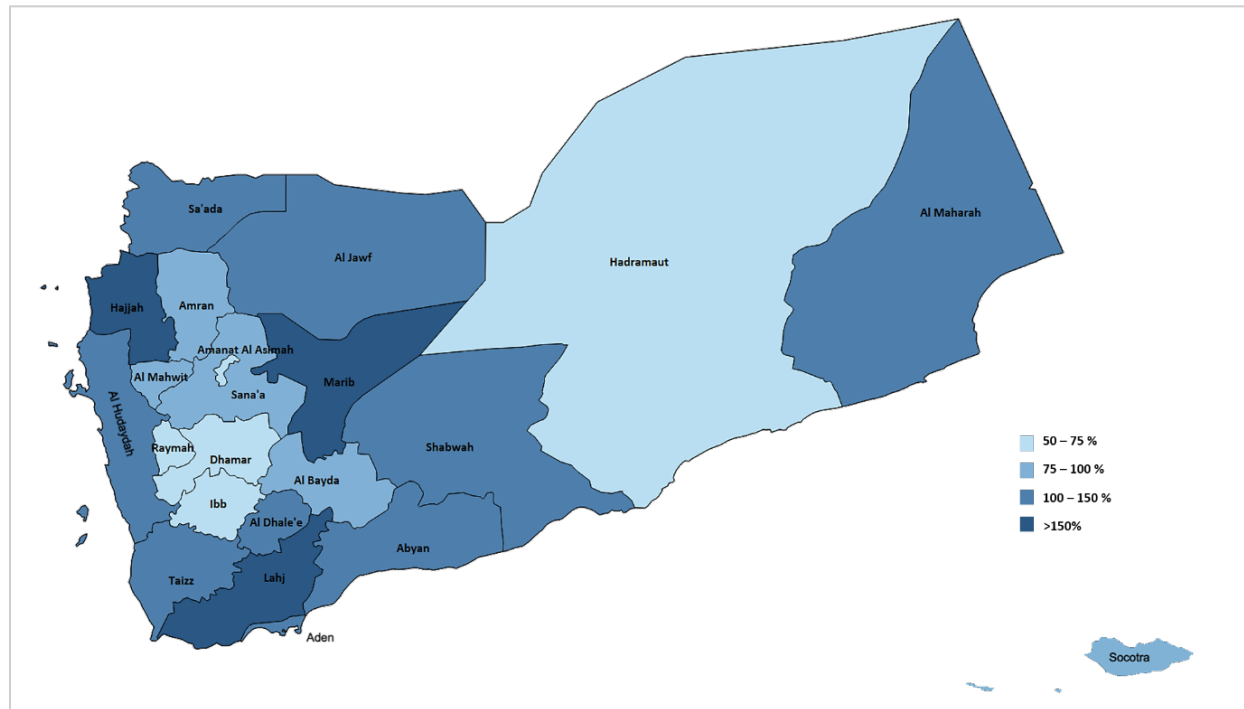 Sa'ada
Al Jawf
Hadramaut
Al Maharah
Hajjah
Amran
Amanat Al Asimah
Al Mahwit
Marib
Sana'a
Al Hudaydah
Raymah
Dhamar
Shabwah
Al Bayda
Ibb
Al Dhale'e
Abyan
Taizz
Lahj
Aden
50 – 75 %
75 – 100 %
100 – 150 %
>150%
Socotra